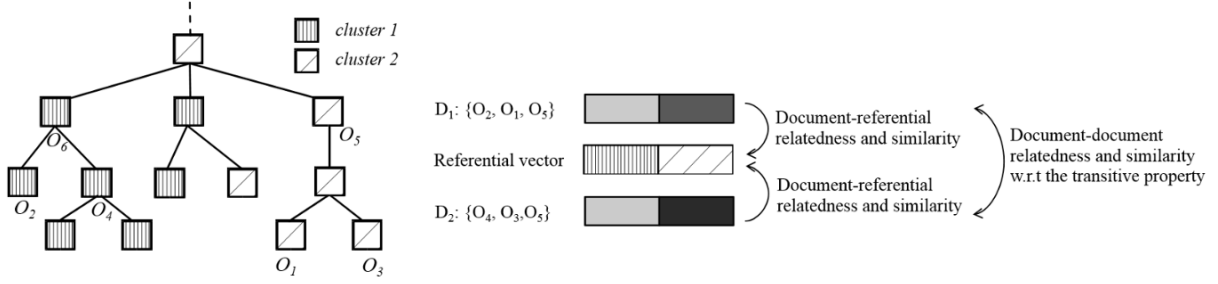 cluster 1
cluster 2
O6
O5
O2
O4
O1
O3
D1: {O2, O1, O5}
Referential vector
D2: {O4, O3,O5}
Document-referential
relatedness and similarity
Document-referential
relatedness and similarity
Document-document
relatedness and similarity
w.r.t the transitive property